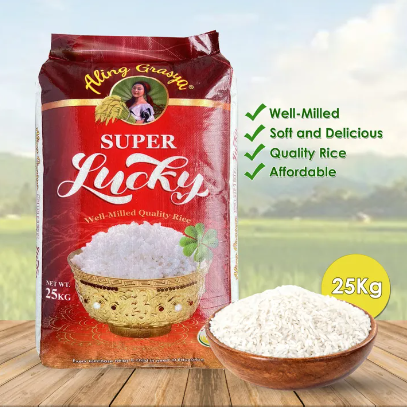 Aling Grasya®
SUPER
Lucky
Well-Milled Quality Rice
NET WT.
25KG
Well-Milled
Soft and Delicious
Quality Rice
Affordable
25Kg